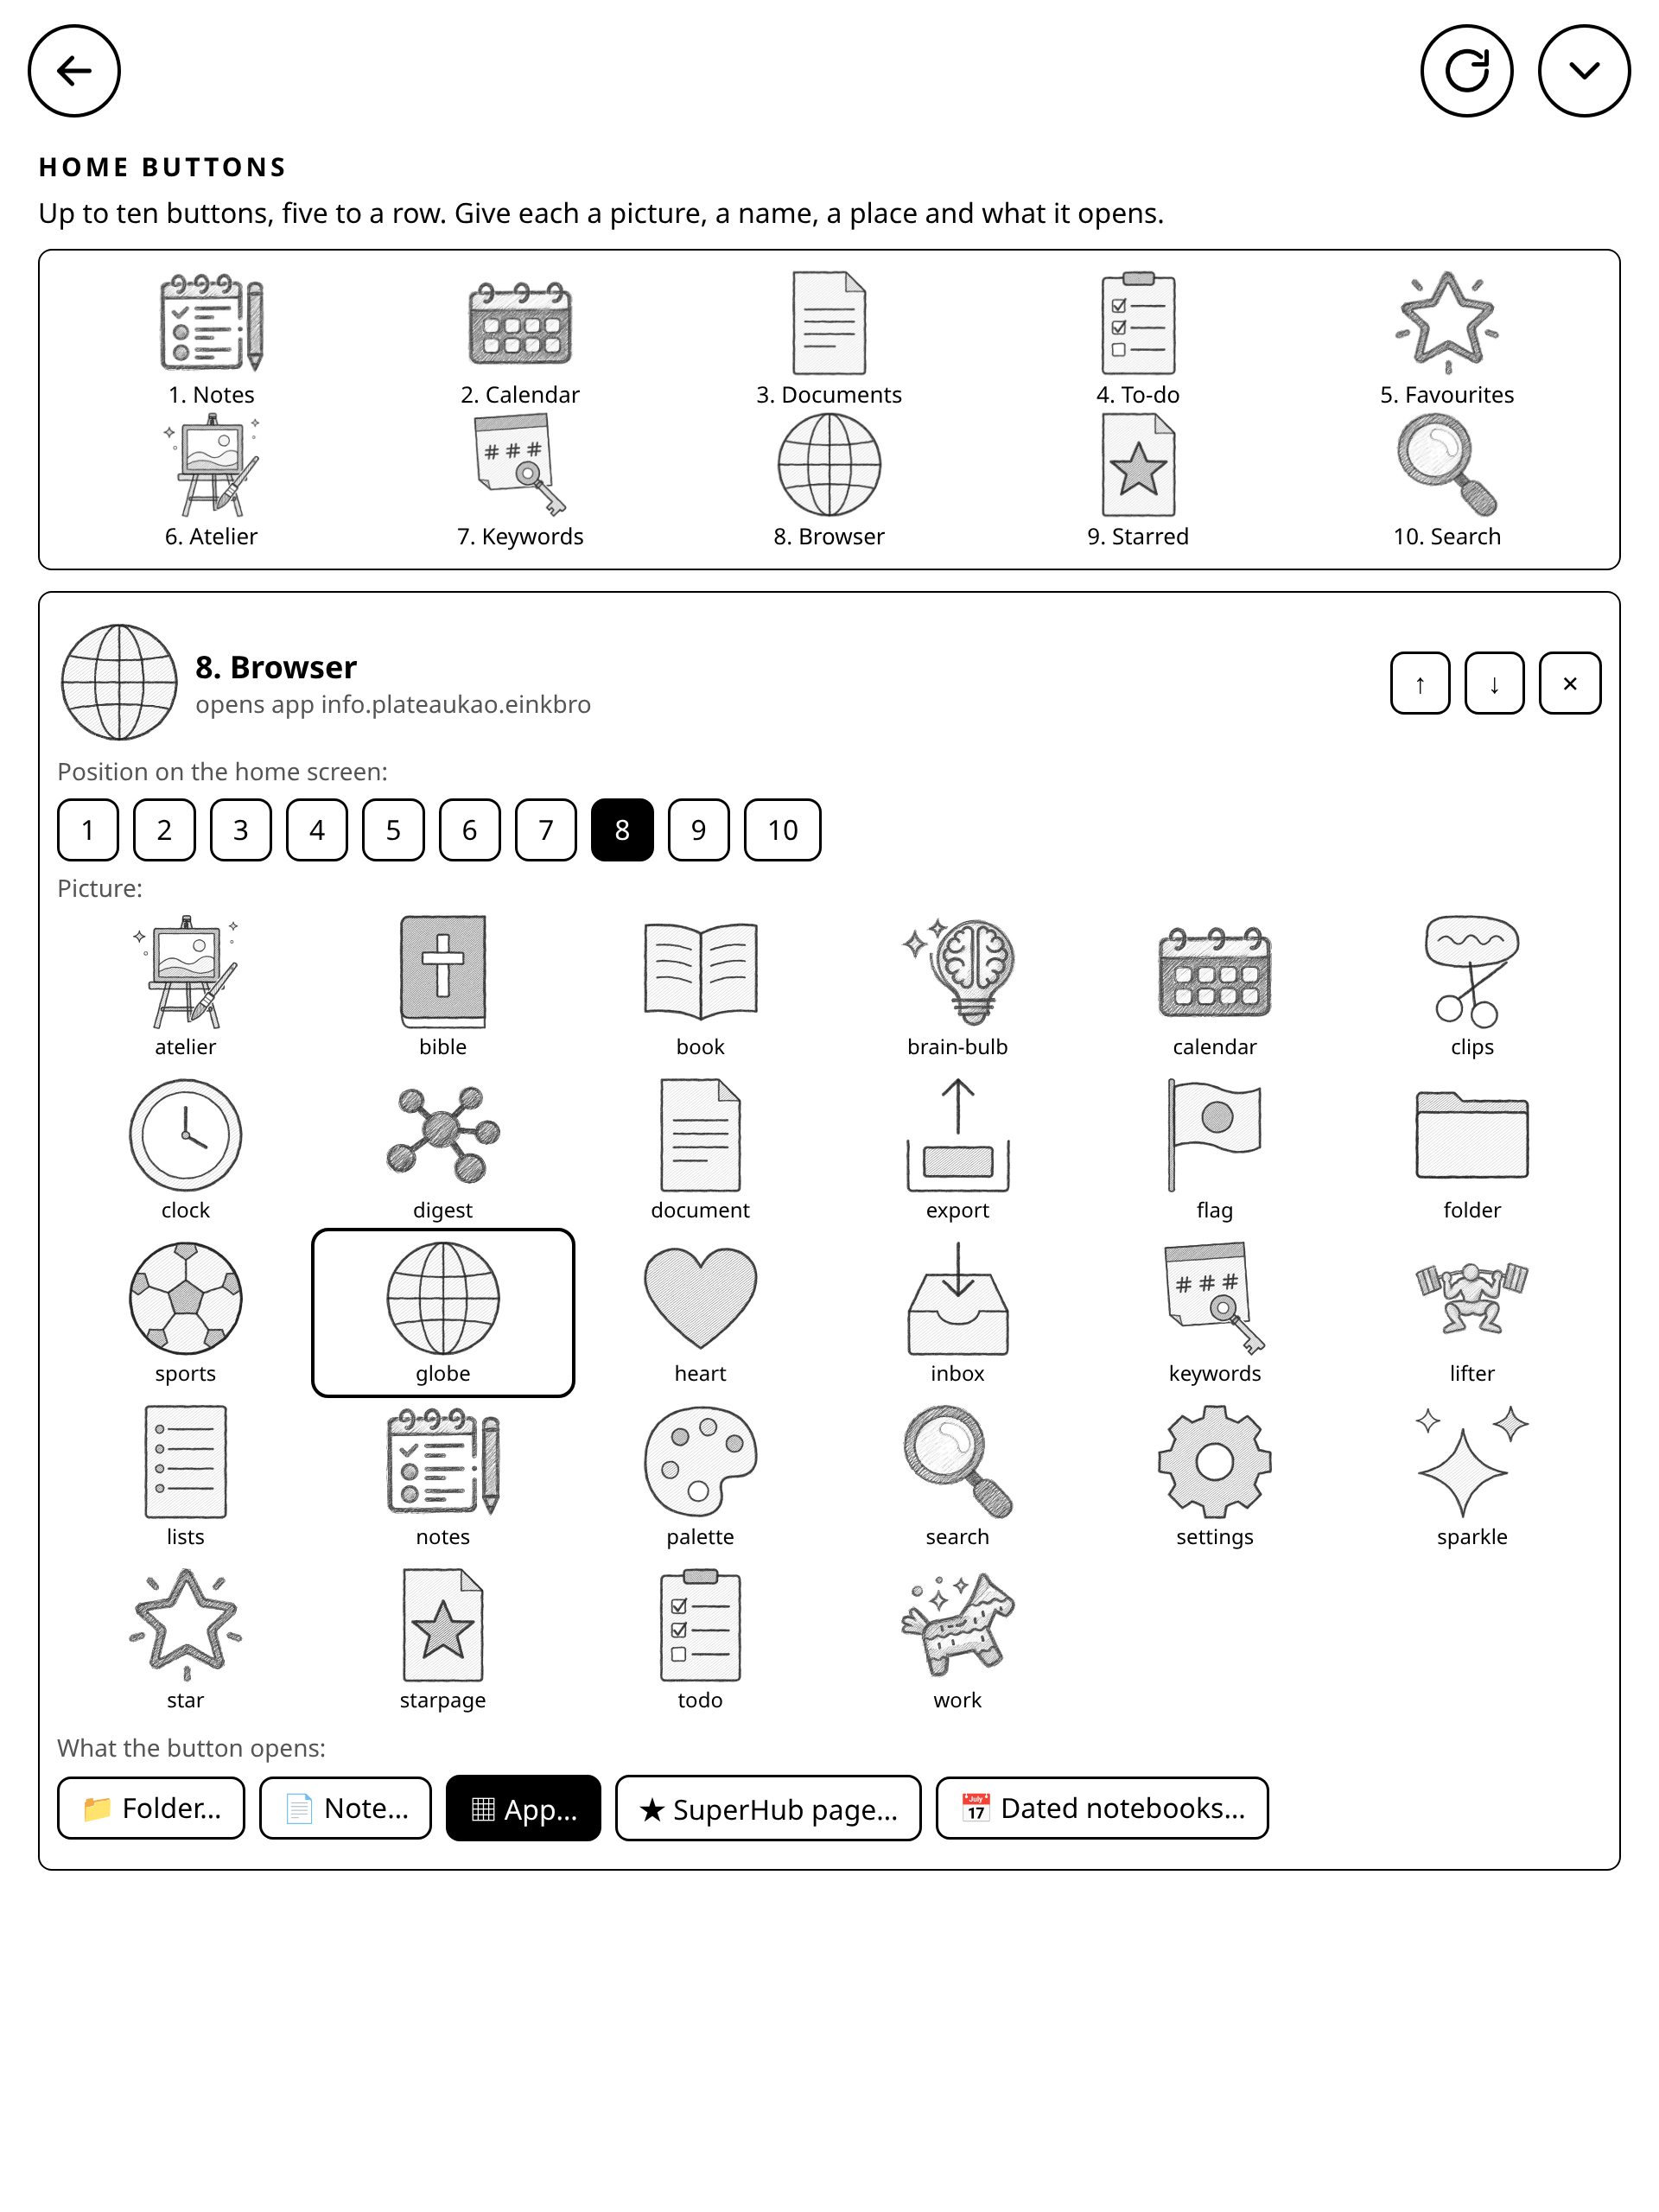 HOME BUTTONS
Up to ten buttons, five to a row. Give each a picture, a name, a place and what it opens.
1. Notes
2. Calendar
3. Documents
4. To-do
5. Favourites
# # #
6. Atelier
7. Keywords
8. Browser
9. Starred
10. Search
8. Browser
opens app info.plateaukao.einkbro
↑ ↓ ×
Position on the home screen:
1 2 3 4 5 6 7 8 9 10
Picture:
atelier
bible
book
brain-bulb
calendar
clips
clock
digest
document
export
flag
folder
# # #
sports
globe
heart
inbox
keywords
lifter
lists
notes
palette
search
settings
sparkle
star
starpage
todo
work
What the button opens:
📁 Folder...
📄 Note...
▦ App...
★ SuperHub page...
📅 Dated notebooks...